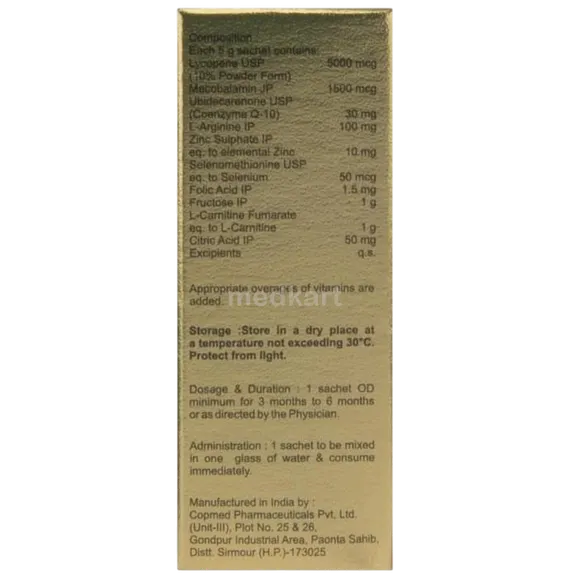 Composition :
Each 5 g sachet contains:
Lycopene USP 5000 mcg
(10% Powder Form)
Mecobalamin JP 1500 mcg
Ubidecarenone USP
(Coenzyme Q-10) 30 mg
L-Arginine IP 100 mg
Zinc Sulphate IP
eq. to elemental Zinc 10 mg
Selenomethionine USP
eq. to Selenium 50 mcg
Folic Acid IP 1.5 mg
Fructose IP 1 g
L-Carnitine Fumarate
eq. to L-Carnitine 1 g
Citric Acid IP 50 mg
Excipients q.s.
Appropriate overages of vitamins are
added.
medkart
Storage :Store in a dry place at
a temperature not exceeding 30°C.
Protect from light.
Dosage & Duration : 1 sachet OD
minimum for 3 months to 6 months
or as directed by the Physician.
Administration : 1 sachet to be mixed
in one glass of water & consume
immediately.
Manufactured in India by :
Copmed Pharmaceuticals Pvt. Ltd.
(Unit-III), Plot No. 25 & 26,
Gondpur Industrial Area, Paonta Sahib,
Distt. Sirmour (H.P.)-173025